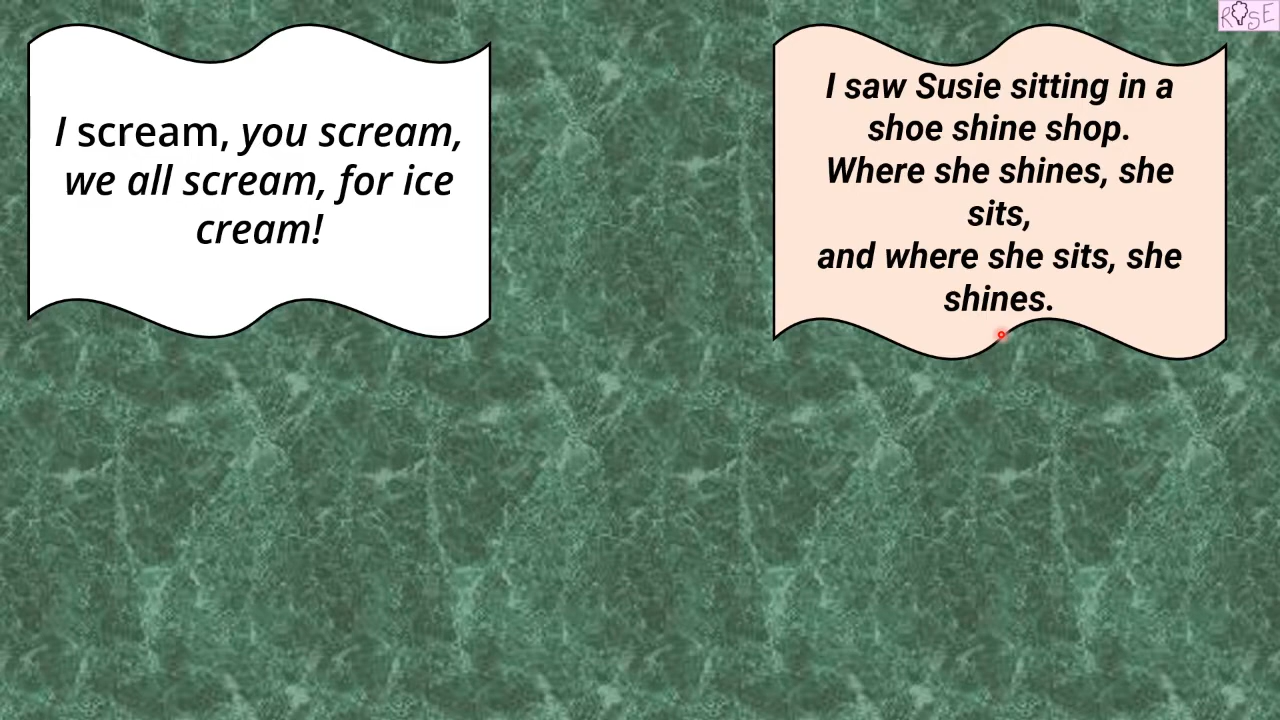 I scream, you scream,
we all scream, for ice
cream!
I saw Susie sitting in a
shoe shine shop.
Where she shines, she
sits,
and where she sits, she
shines.
ROSE